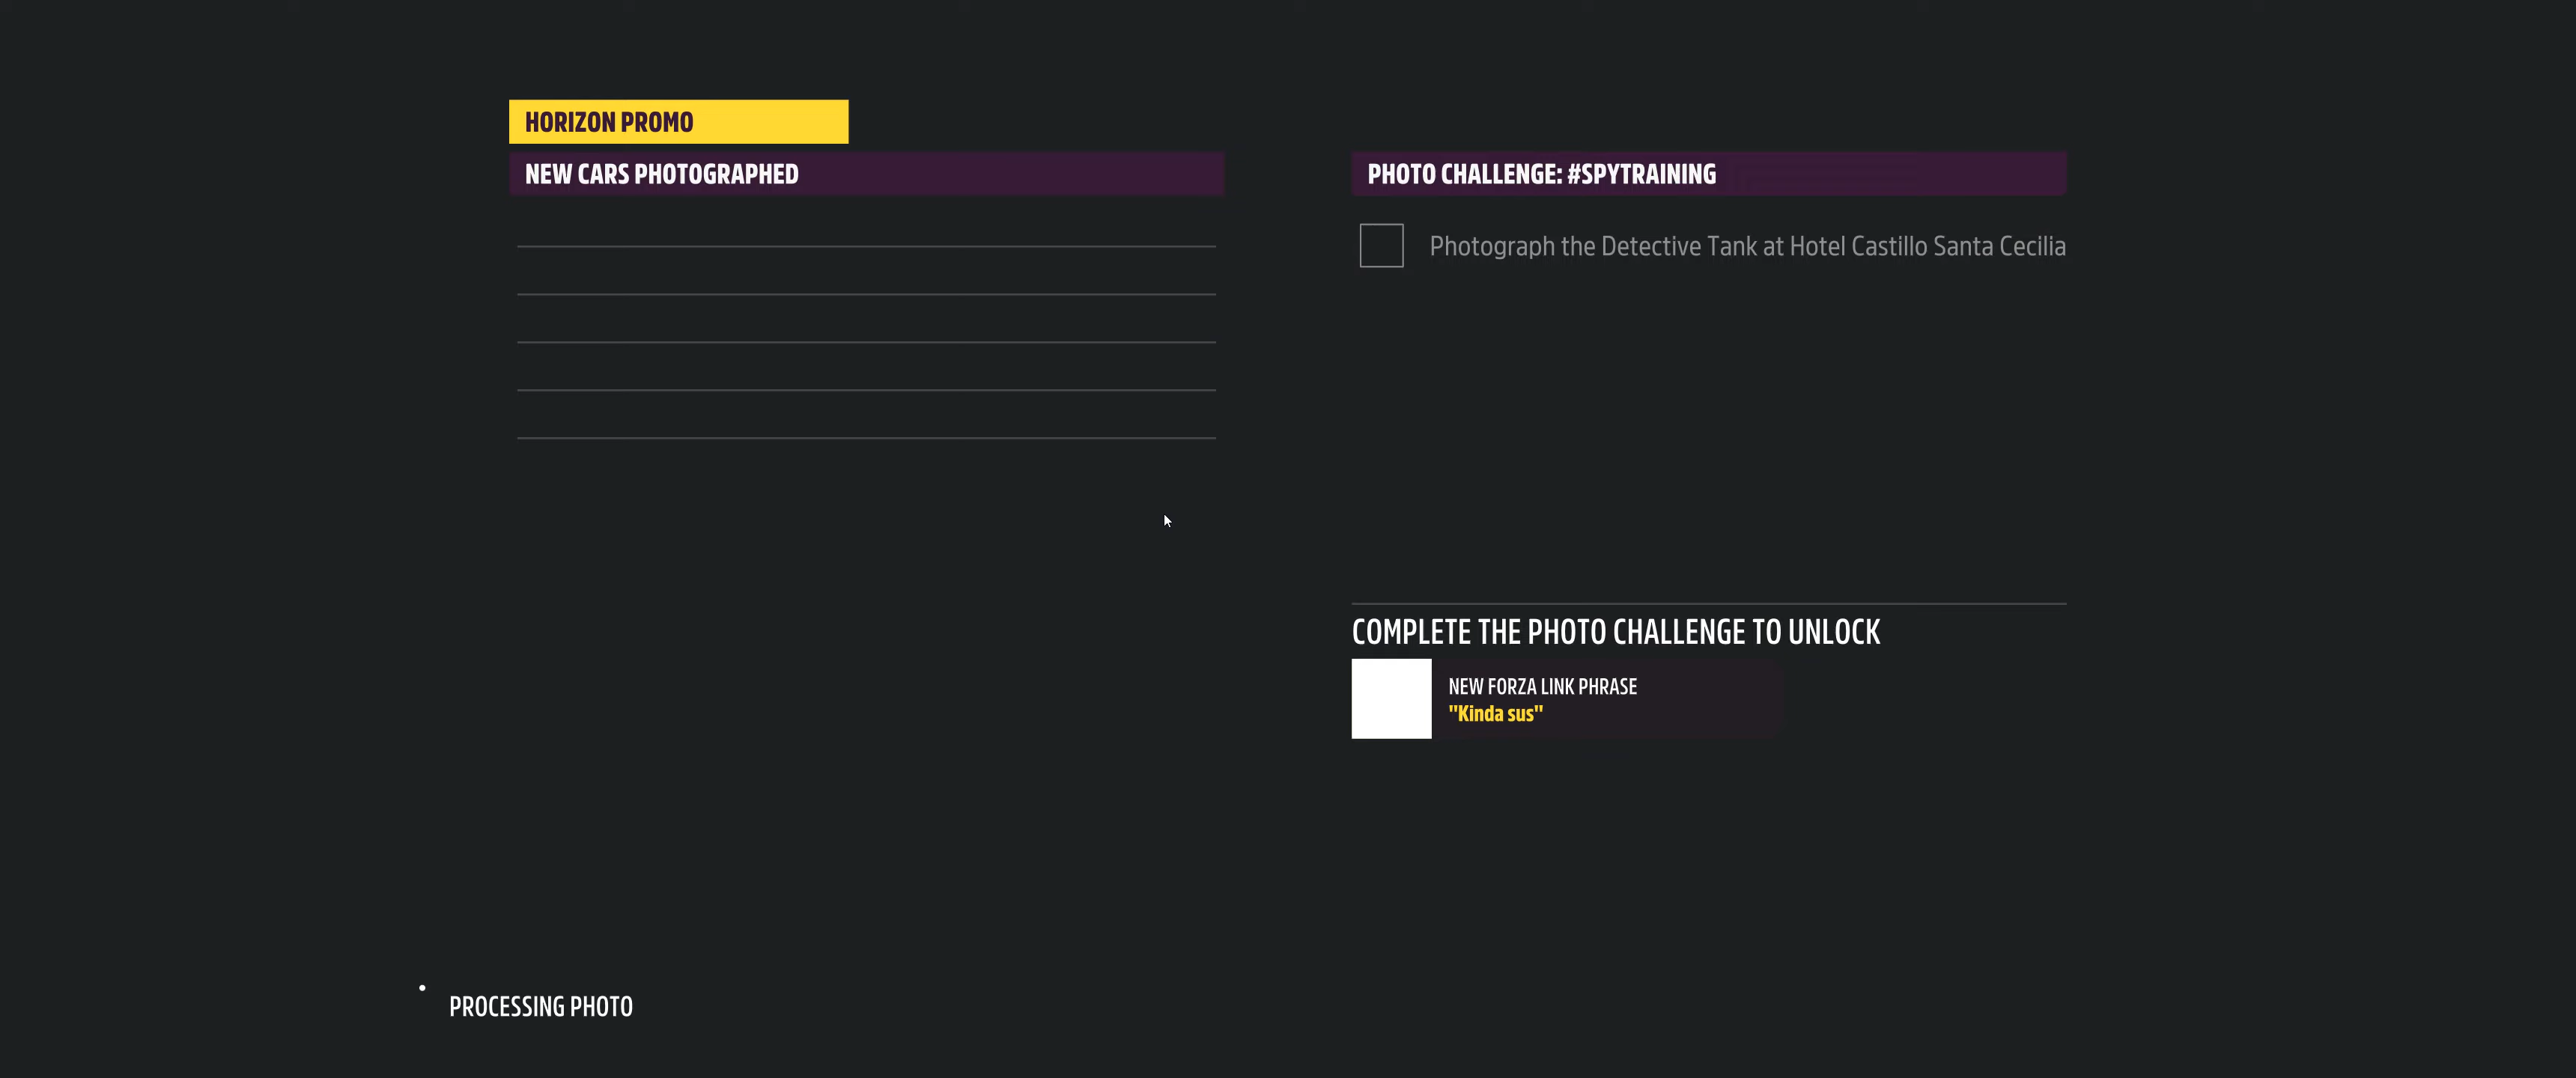 HORIZON PROMO
NEW CARS PHOTOGRAPHED
PHOTO CHALLENGE: #SPYTRAINING
Photograph the Detective Tank at Hotel Castillo Santa Cecilia
COMPLETE THE PHOTO CHALLENGE TO UNLOCK
NEW FORZA LINK PHRASE
"Kinda sus"
PROCESSING PHOTO